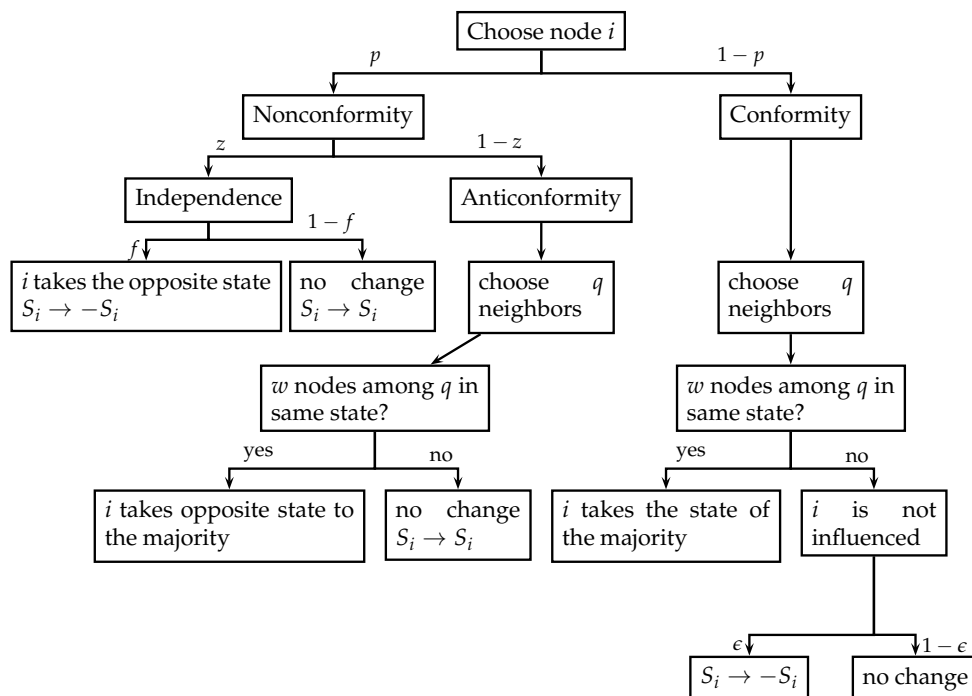 Choose node i
p
1 − p
Nonconformity
Conformity
z
1 − z
Independence
Anticonformity
f
1 − f
i takes the opposite state
S_i → −S_i
no change
S_i → S_i
choose q
neighbors
choose q
neighbors
w nodes among q in
same state?
w nodes among q in
same state?
yes
no
yes
no
i takes opposite state to
the majority
no change
S_i → S_i
i takes the state of
the majority
i is not
influenced
ϵ
1 − ϵ
S_i → −S_i
no change